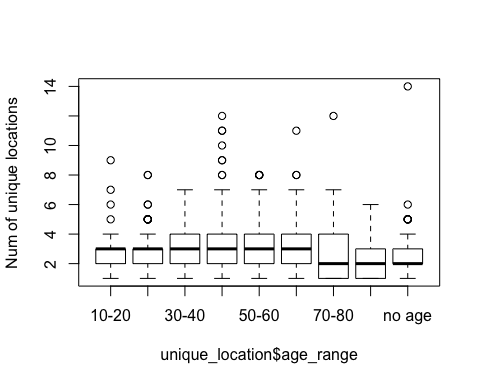 Num of unique locations
14
10
8
6
4
2
10-20 30-40 50-60 70-80 no age
unique_location$age_range